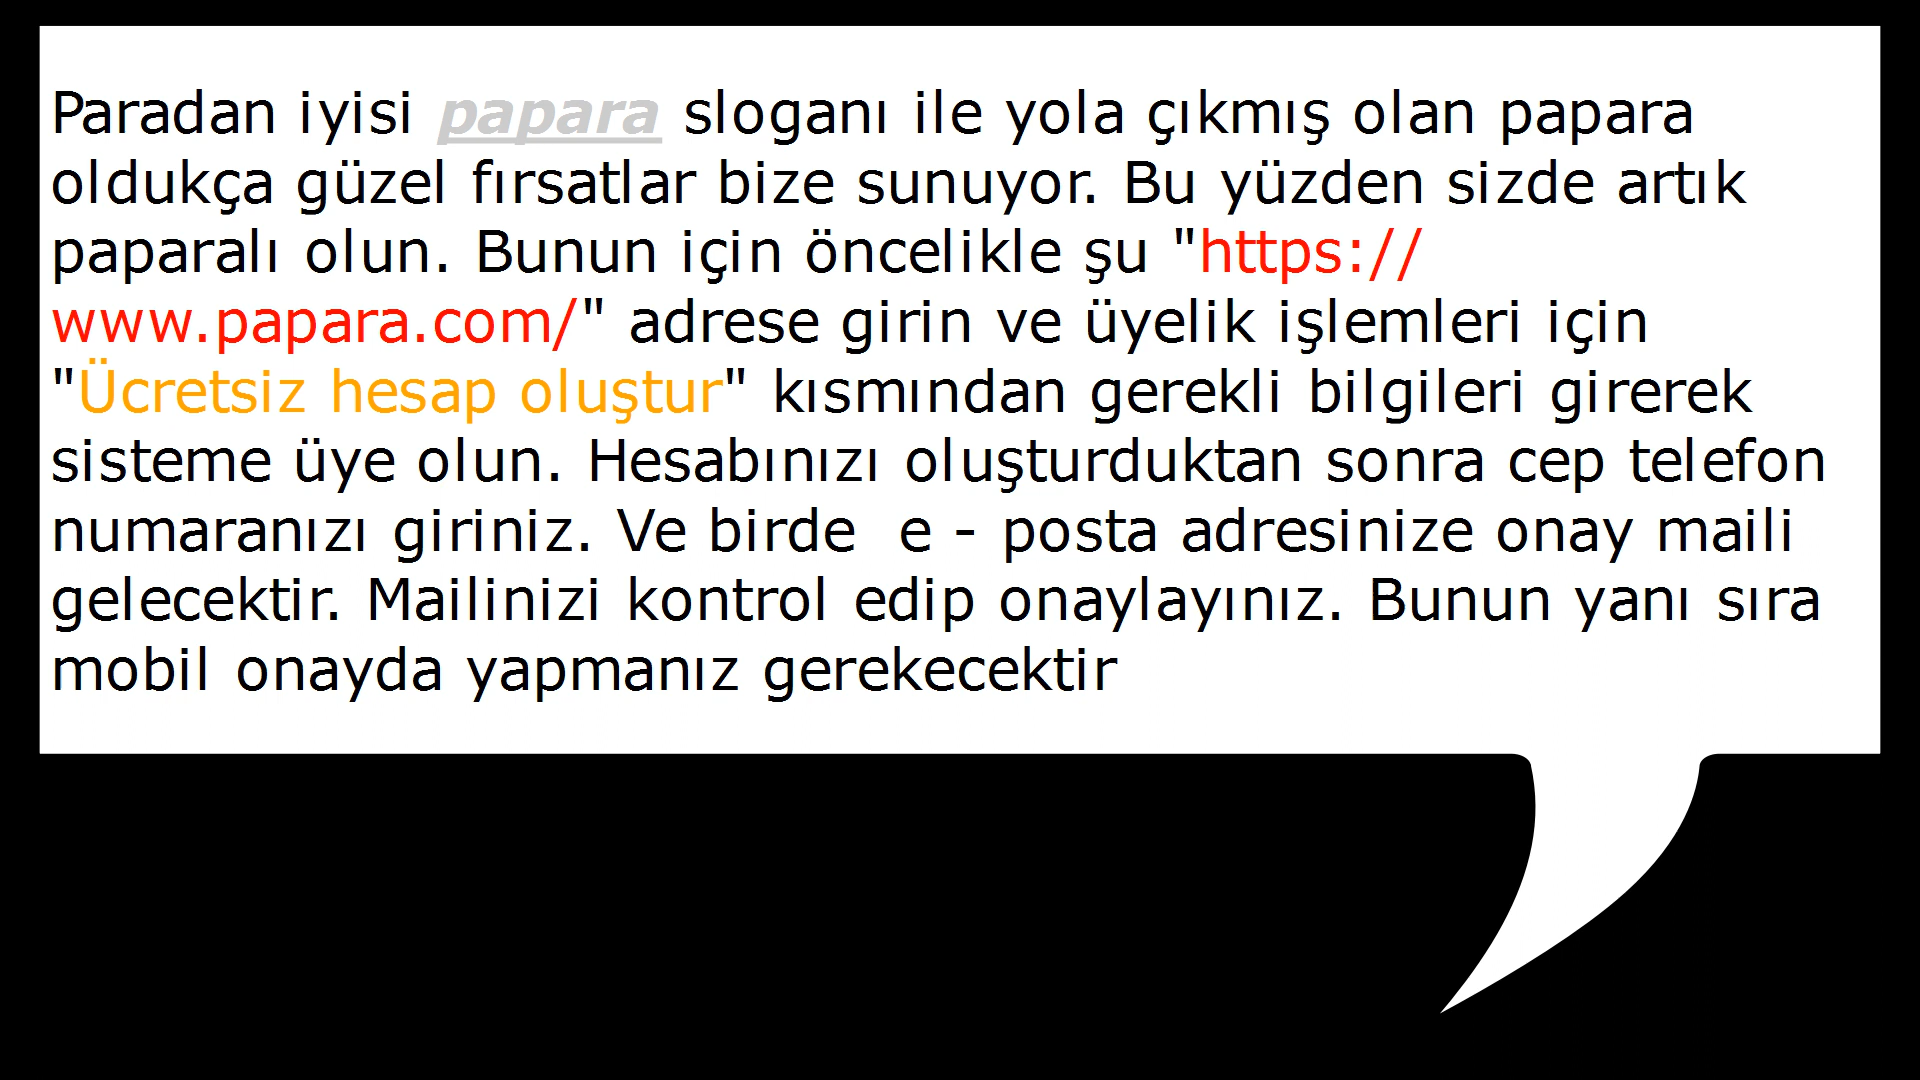 Paradan iyisi papara sloganı ile yola çıkmış olan papara
oldukça güzel fırsatlar bize sunuyor. Bu yüzden sizde artık
paparalı olun. Bunun için öncelikle şu "https://
www.papara.com/" adrese girin ve üyelik işlemleri için
"Ücretsiz hesap oluştur" kısmından gerekli bilgileri girerek
sisteme üye olun. Hesabınızı oluşturduktan sonra cep telefon
numaranızı giriniz. Ve birde  e - posta adresinize onay maili
gelecektir. Mailinizi kontrol edip onaylayınız. Bunun yanı sıra
mobil onayda yapmanız gerekecektir